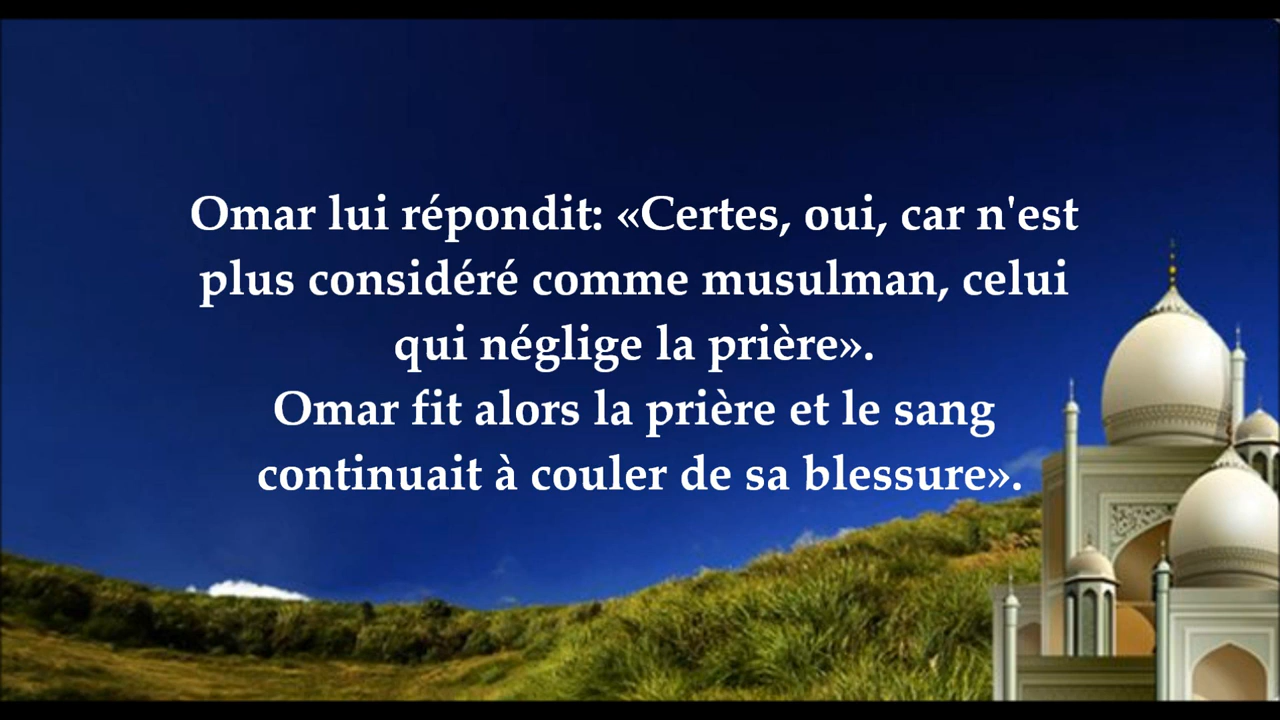 Omar lui répondit: «Certes, oui, car n'est
plus considéré comme musulman, celui
qui néglige la prière».
Omar fit alors la prière et le sang
continuait à couler de sa blessure».